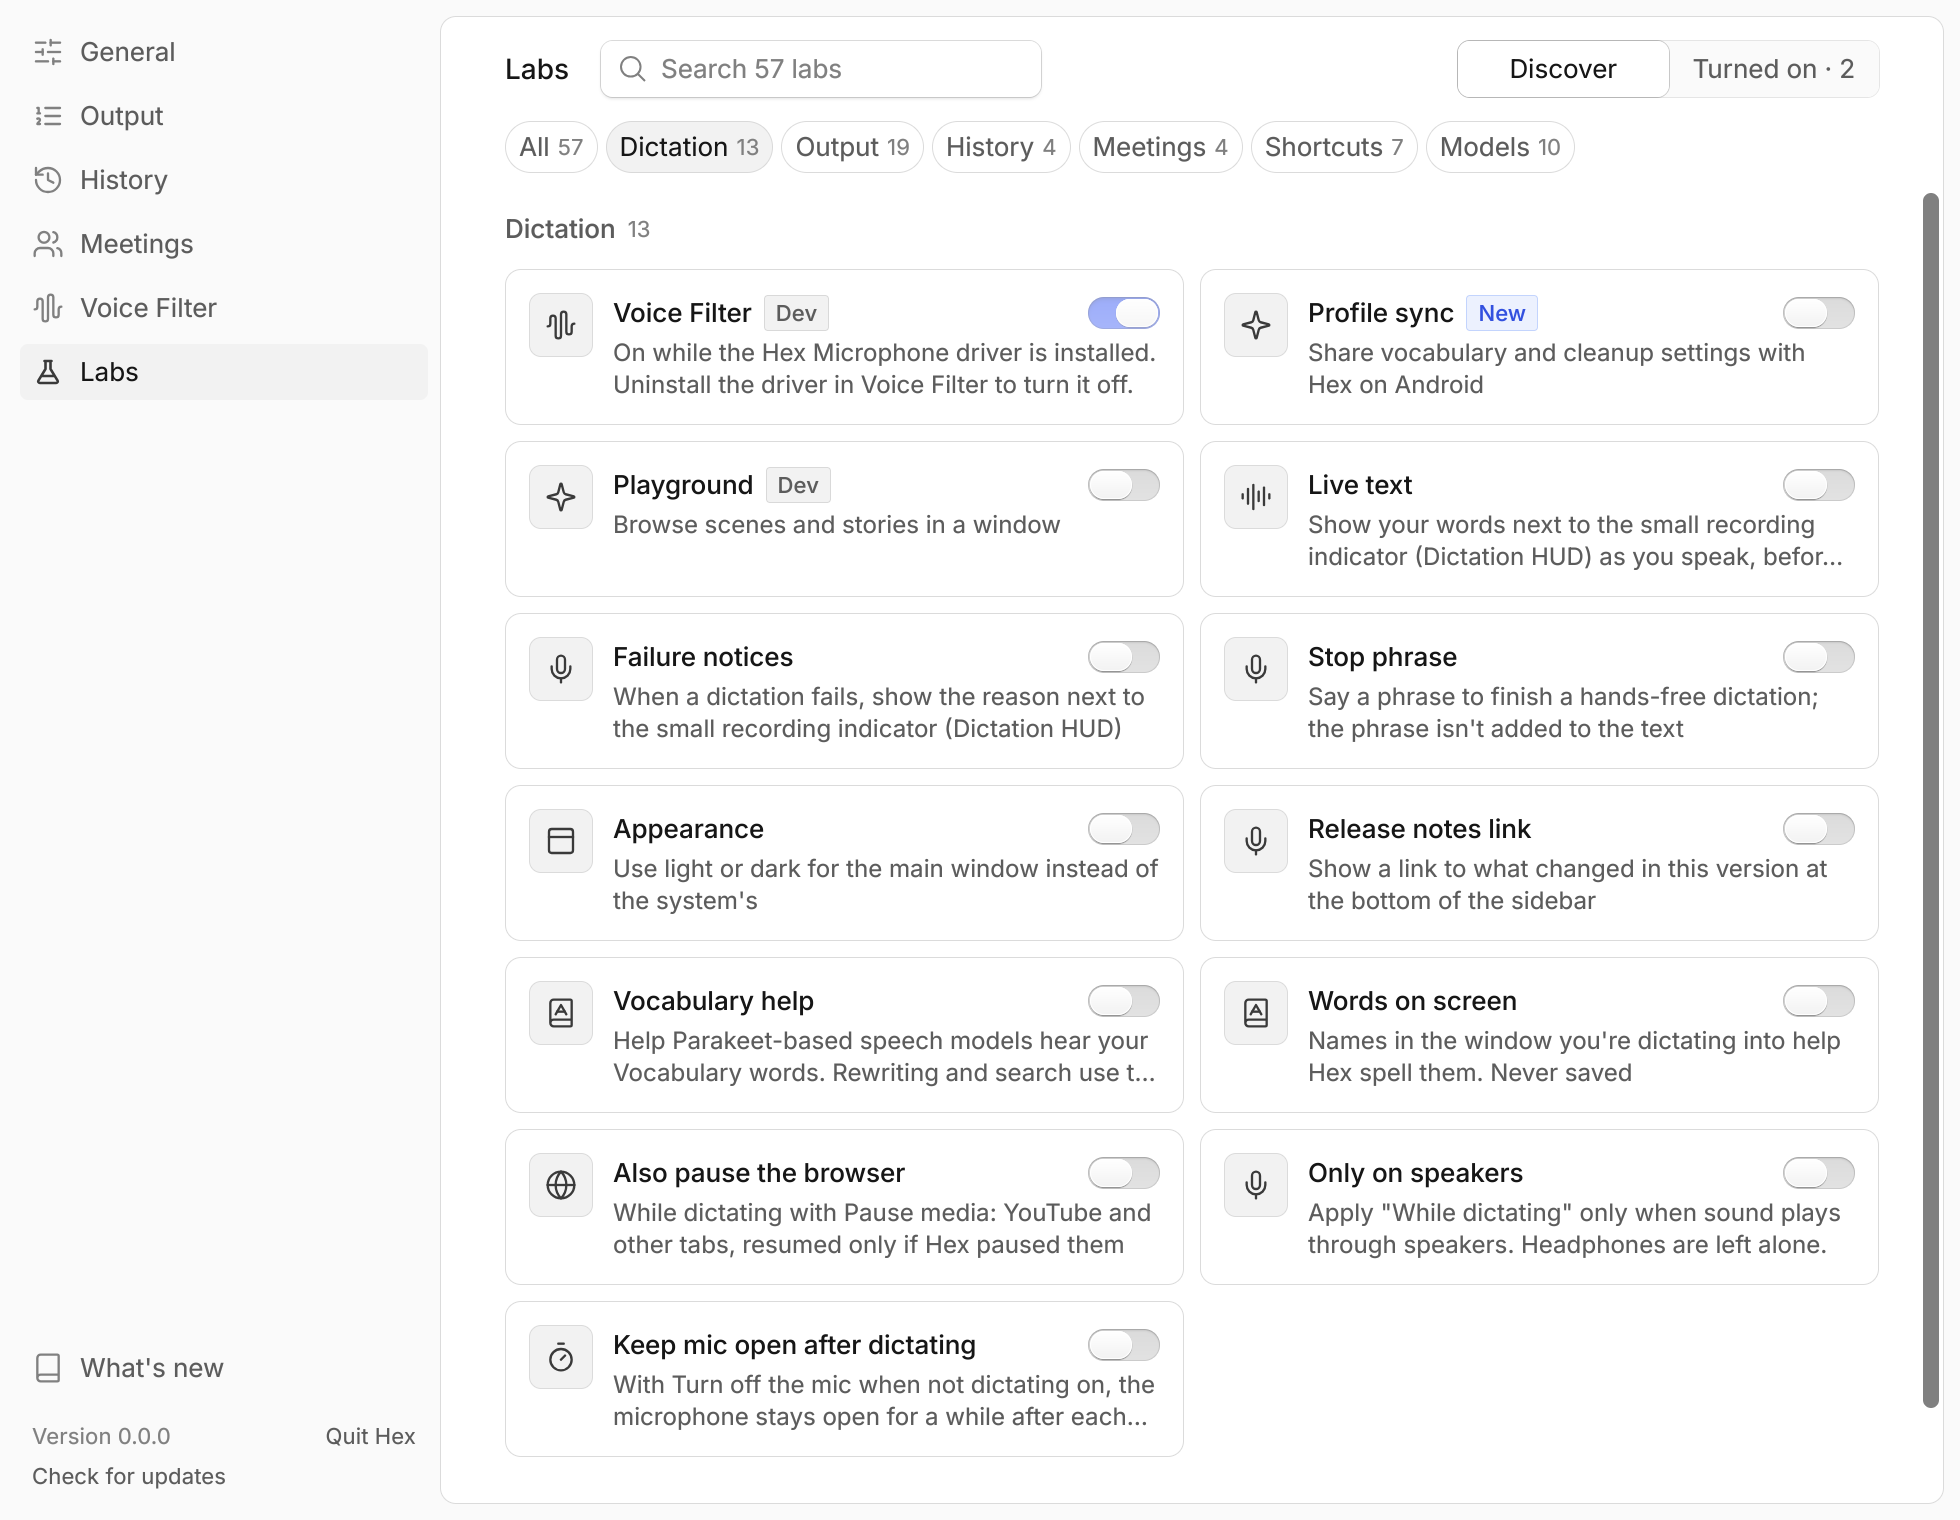 General
Output
History
Meetings
Voice Filter
Labs
What's new
Version 0.0.0
Quit Hex
Check for updates
Labs
Search 57 labs
Discover
Turned on · 2
All 57
Dictation 13
Output 19
History 4
Meetings 4
Shortcuts 7
Models 10
Dictation 13
Voice Filter Dev
On while the Hex Microphone driver is installed.
Uninstall the driver in Voice Filter to turn it off.
Profile sync New
Share vocabulary and cleanup settings with
Hex on Android
Playground Dev
Browse scenes and stories in a window
Live text
Show your words next to the small recording
indicator (Dictation HUD) as you speak, befor...
Failure notices
When a dictation fails, show the reason next to
the small recording indicator (Dictation HUD)
Stop phrase
Say a phrase to finish a hands-free dictation;
the phrase isn't added to the text
Appearance
Use light or dark for the main window instead of
the system's
Release notes link
Show a link to what changed in this version at
the bottom of the sidebar
Vocabulary help
Help Parakeet-based speech models hear your
Vocabulary words. Rewriting and search use t...
Words on screen
Names in the window you're dictating into help
Hex spell them. Never saved
Also pause the browser
While dictating with Pause media: YouTube and
other tabs, resumed only if Hex paused them
Only on speakers
Apply "While dictating" only when sound plays
through speakers. Headphones are left alone.
Keep mic open after dictating
With Turn off the mic when not dictating on, the
microphone stays open for a while after each...